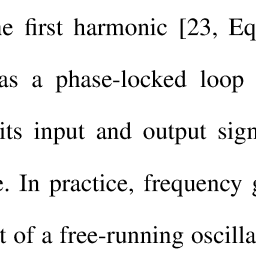 ne first harmonic [23, Eq
as a phase-locked loop
its input and output sign
e. In practice, frequency g
t of a free-running oscilla